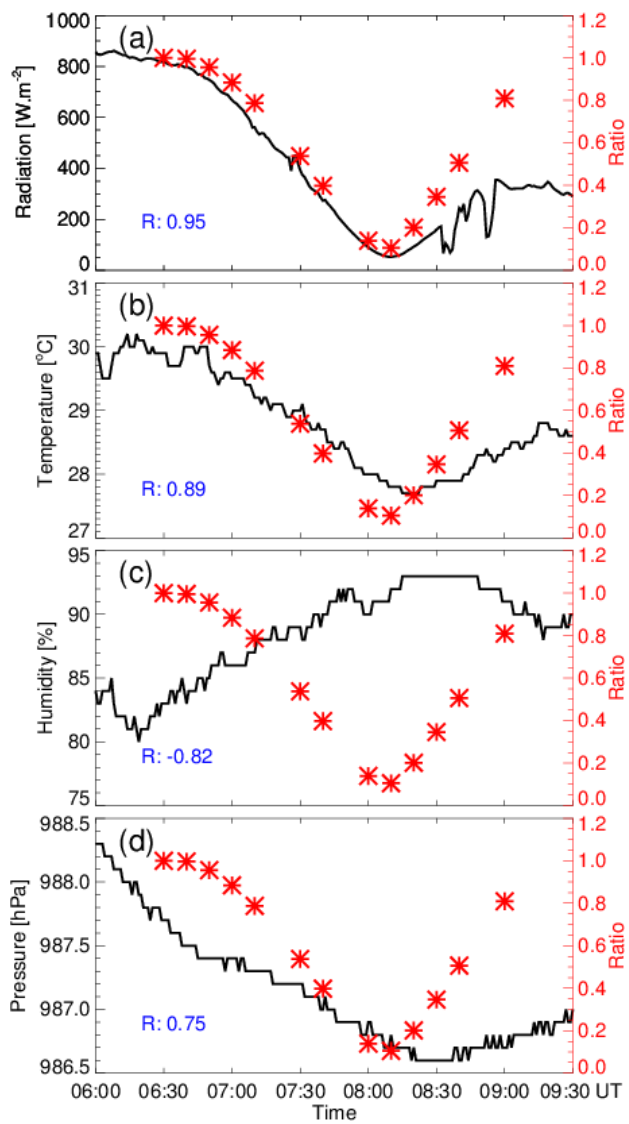 (a)
Radiation [W.m⁻²]
1000
800
600
400
200
0
R: 0.95
1.2
1.0
0.8
0.6
0.4
0.2
0.0
Ratio
(b)
Temperature [°C]
31
30
29
28
27
R: 0.89
1.2
1.0
0.8
0.6
0.4
0.2
0.0
Ratio
(c)
Humidity [%]
95
90
85
80
75
R: -0.82
1.2
1.0
0.8
0.6
0.4
0.2
0.0
Ratio
(d)
Pressure [hPa]
988.5
988.0
987.5
987.0
986.5
R: 0.75
1.2
1.0
0.8
0.6
0.4
0.2
0.0
Ratio
06:00 06:30 07:00 07:30 08:00 08:30 09:00 09:30 UT
Time